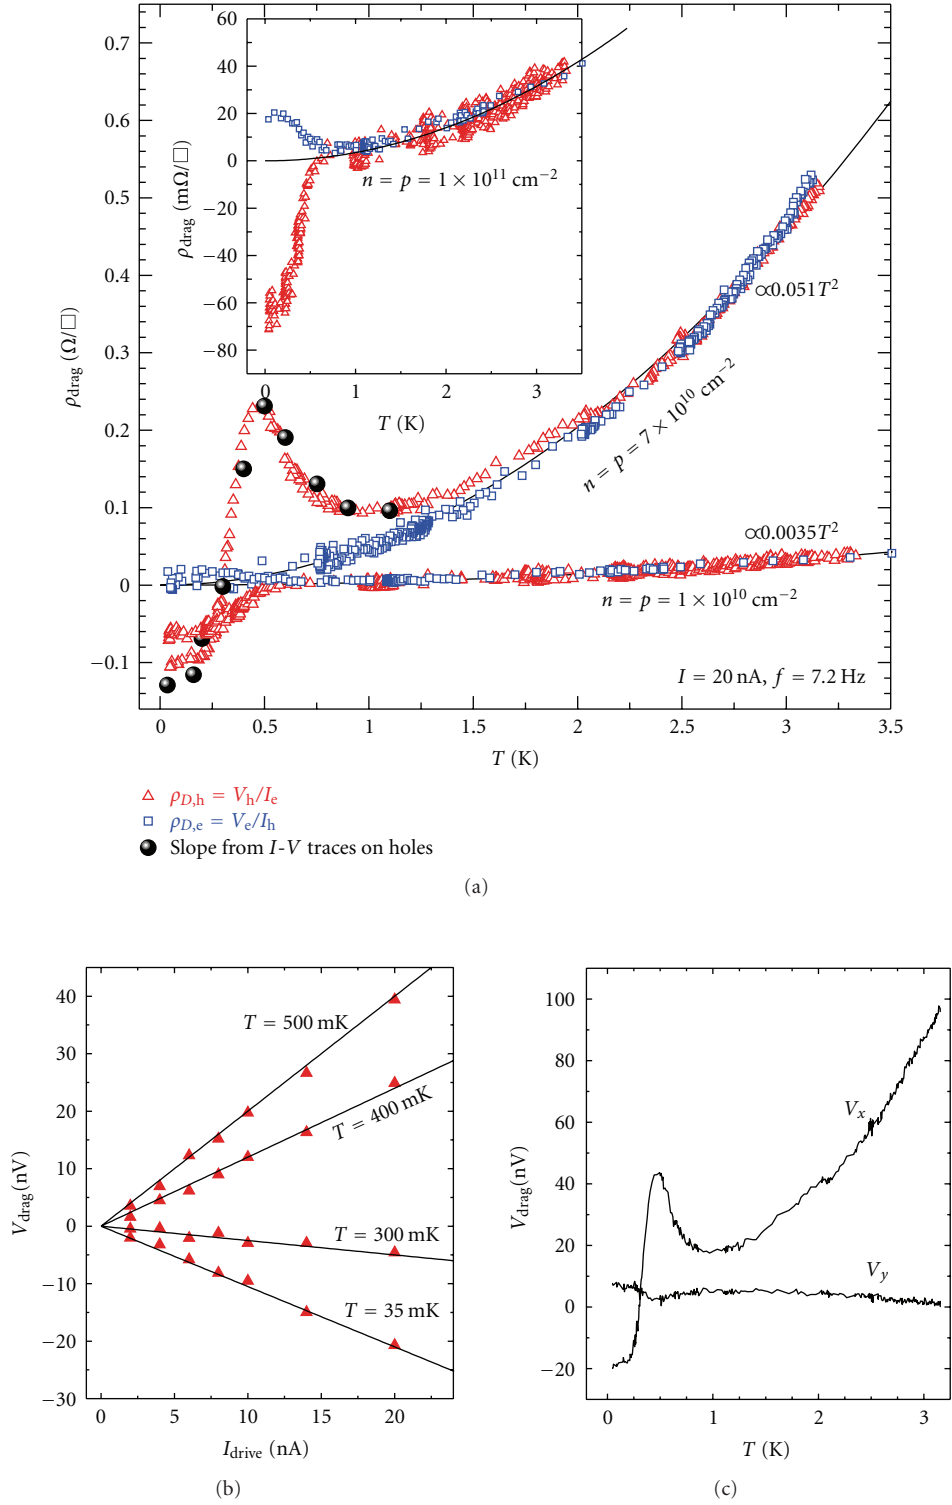 (a)
60
40
20
0
−20
−40
−60
−80
ρdrag (mΩ/□)
n = p = 1 × 10^11 cm^−2
0
1
2
3
T (K)
0.7
0.6
0.5
0.4
0.3
0.2
0.1
0
−0.1
ρdrag (Ω/□)
∝0.051T^2
n = p = 7 × 10^10 cm^−2
∝0.0035T^2
n = p = 1 × 10^10 cm^−2
I = 20 nA, f = 7.2 Hz
0
0.5
1
1.5
2
2.5
3
3.5
T (K)
ρD,h = Vh/Ie
ρD,e = Ve/Ih
Slope from I-V traces on holes
40
30
20
10
0
−10
−20
−30
Vdrag (nV)
T = 500 mK
T = 400 mK
T = 300 mK
T = 35 mK
0
5
10
15
20
Idrive (nA)
(b)
100
80
60
40
20
0
−20
Vdrag(nV)
Vx
Vy
0
1
2
3
T (K)
(c)